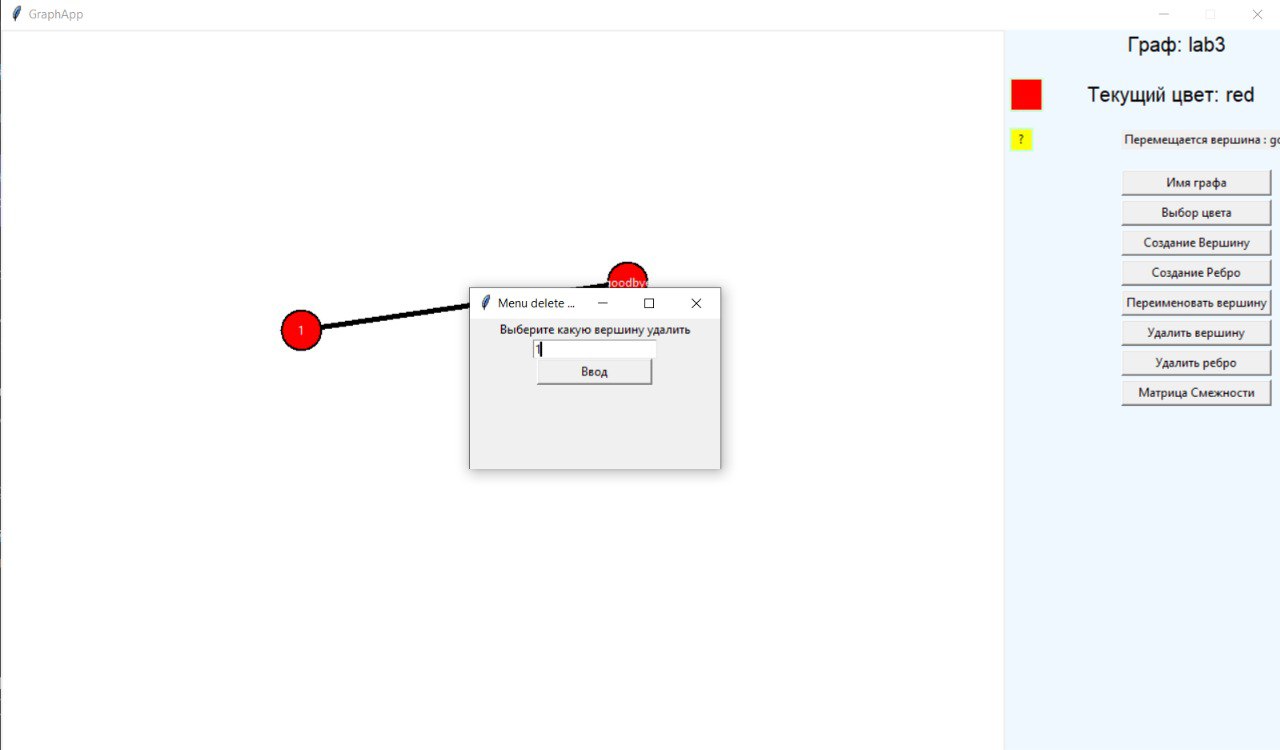 GraphApp
Граф: lab3
Текущий цвет: red
?
Перемещается вершина : go
Имя графа
Выбор цвета
Создание Вершину
Создание Ребро
Переименовать вершину
Удалить вершину
Удалить ребро
Матрица Смежности
goodbye
1
Menu delete ...
Выберите какую вершину удалить
1
Ввод